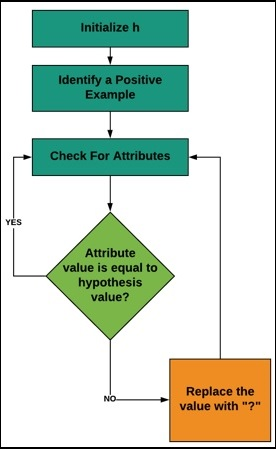 Initialize h
Identify a Positive
Example
Check For Attributes
YES
Attribute
value is equal to
hypothesis
value?
NO
Replace the
value with "?"